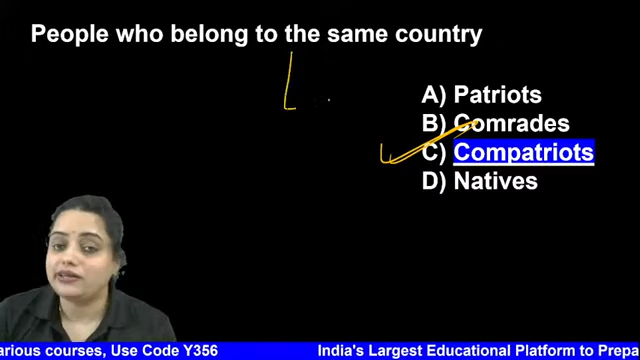 People who belong to the same country
A) Patriots
B) Comrades
C) Compatriots
D) Natives
arious courses, Use Code Y356 India's Largest Educational Platform to Prepa